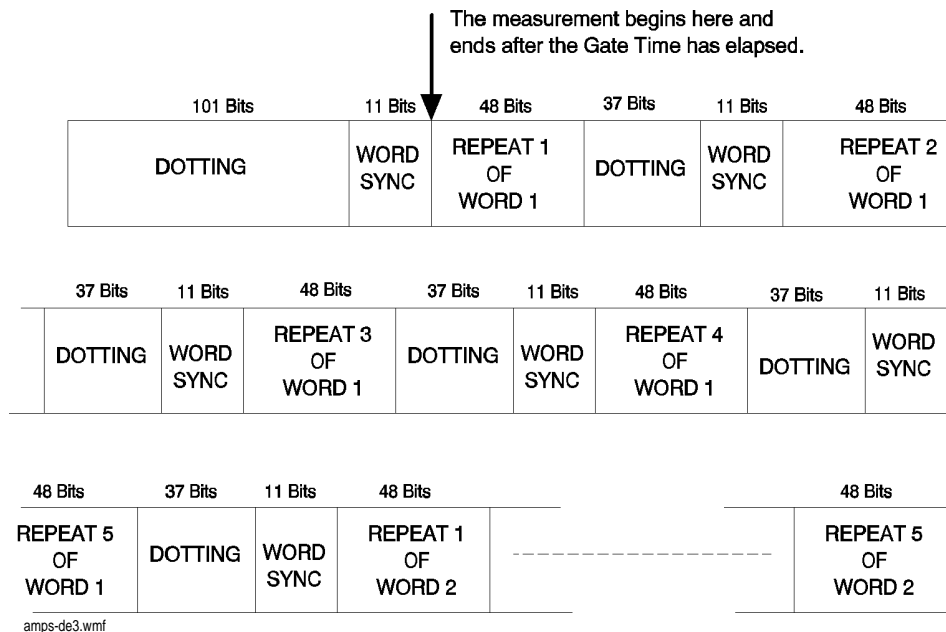 The measurement begins here and
ends after the Gate Time has elapsed.
101 Bits 11 Bits 48 Bits 37 Bits 11 Bits 48 Bits
DOTTING WORD SYNC REPEAT 1 OF WORD 1 DOTTING WORD SYNC REPEAT 2 OF WORD 1
37 Bits 11 Bits 48 Bits 37 Bits 11 Bits 48 Bits 37 Bits 11 Bits
DOTTING WORD SYNC REPEAT 3 OF WORD 1 DOTTING WORD SYNC REPEAT 4 OF WORD 1 DOTTING WORD SYNC
48 Bits 37 Bits 11 Bits 48 Bits 48 Bits
REPEAT 5 OF WORD 1 DOTTING WORD SYNC REPEAT 1 OF WORD 2 REPEAT 5 OF WORD 2
amps-de3.wmf